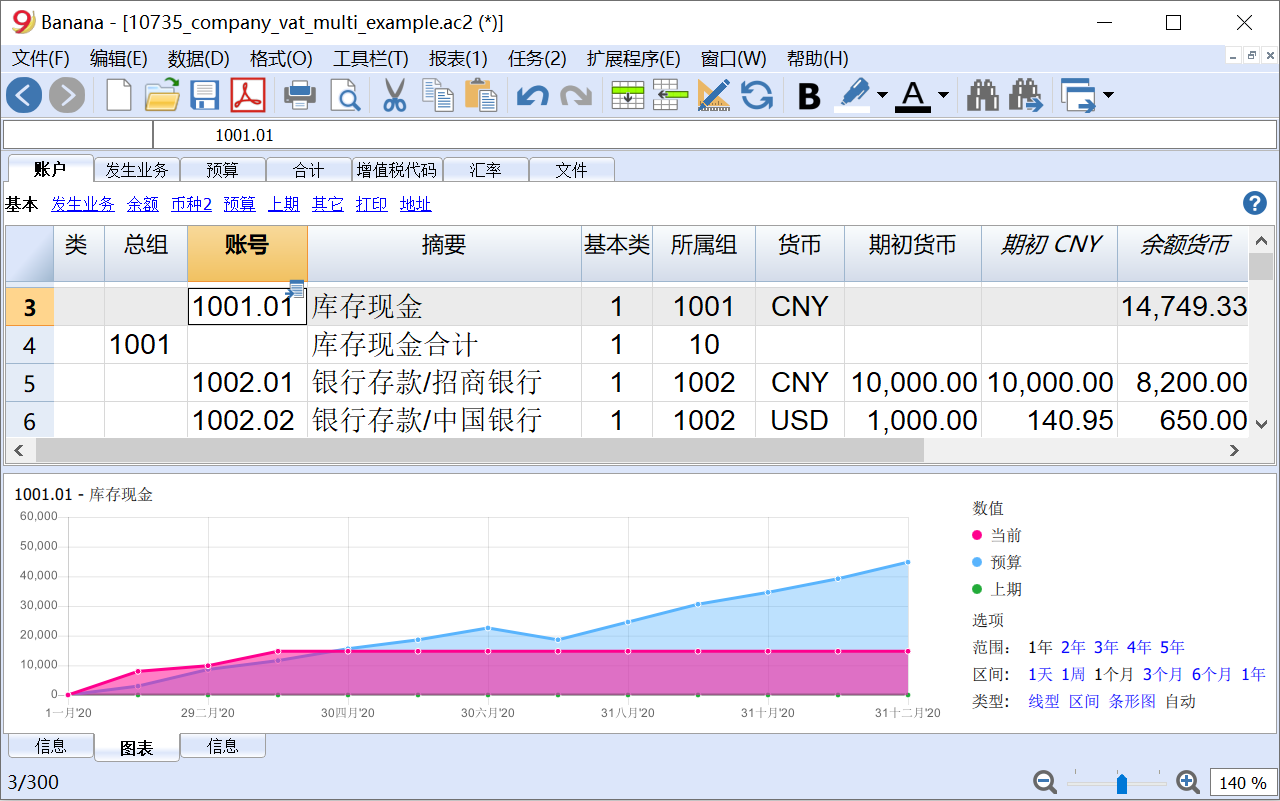 Banana - [10735_company_vat_multi_example.ac2 (*)]
文件(F) 编辑(E) 数据(D) 格式(O) 工具栏(T) 报表(1) 任务(2) 扩展程序(E) 窗口(W) 帮助(H)
B A
1001.01
账户 发生业务 预算 合计 增值税代码 汇率 文件
基本 发生业务 余额 币种2 预算 上期 其它 打印 地址 ?
类 总组 账号 摘要 基本类 所属组 货币 期初货币 期初 CNY 余额货币
3 1001.01 库存现金 1 1001 CNY 14,749.33
4 1001 库存现金合计 1 10
5 1002.01 银行存款/招商银行 1 1002 CNY 10,000.00 10,000.00 8,200.00
6 1002.02 银行存款/中国银行 1 1002 USD 1,000.00 140.95 650.00
1001.01 - 库存现金
60,000
50,000
40,000
30,000
20,000
10,000
0
1一月'20 29二月'20 30四月'20 30六月'20 31八月'20 31十月'20 31十二月'20
数值
当前
预算
上期
选项
范围: 1年 2年 3年 4年 5年
区间: 1天 1周 1个月 3个月 6个月 1年
类型: 线型 区间 条形图 自动
信息 图表 信息
3/300 140 %